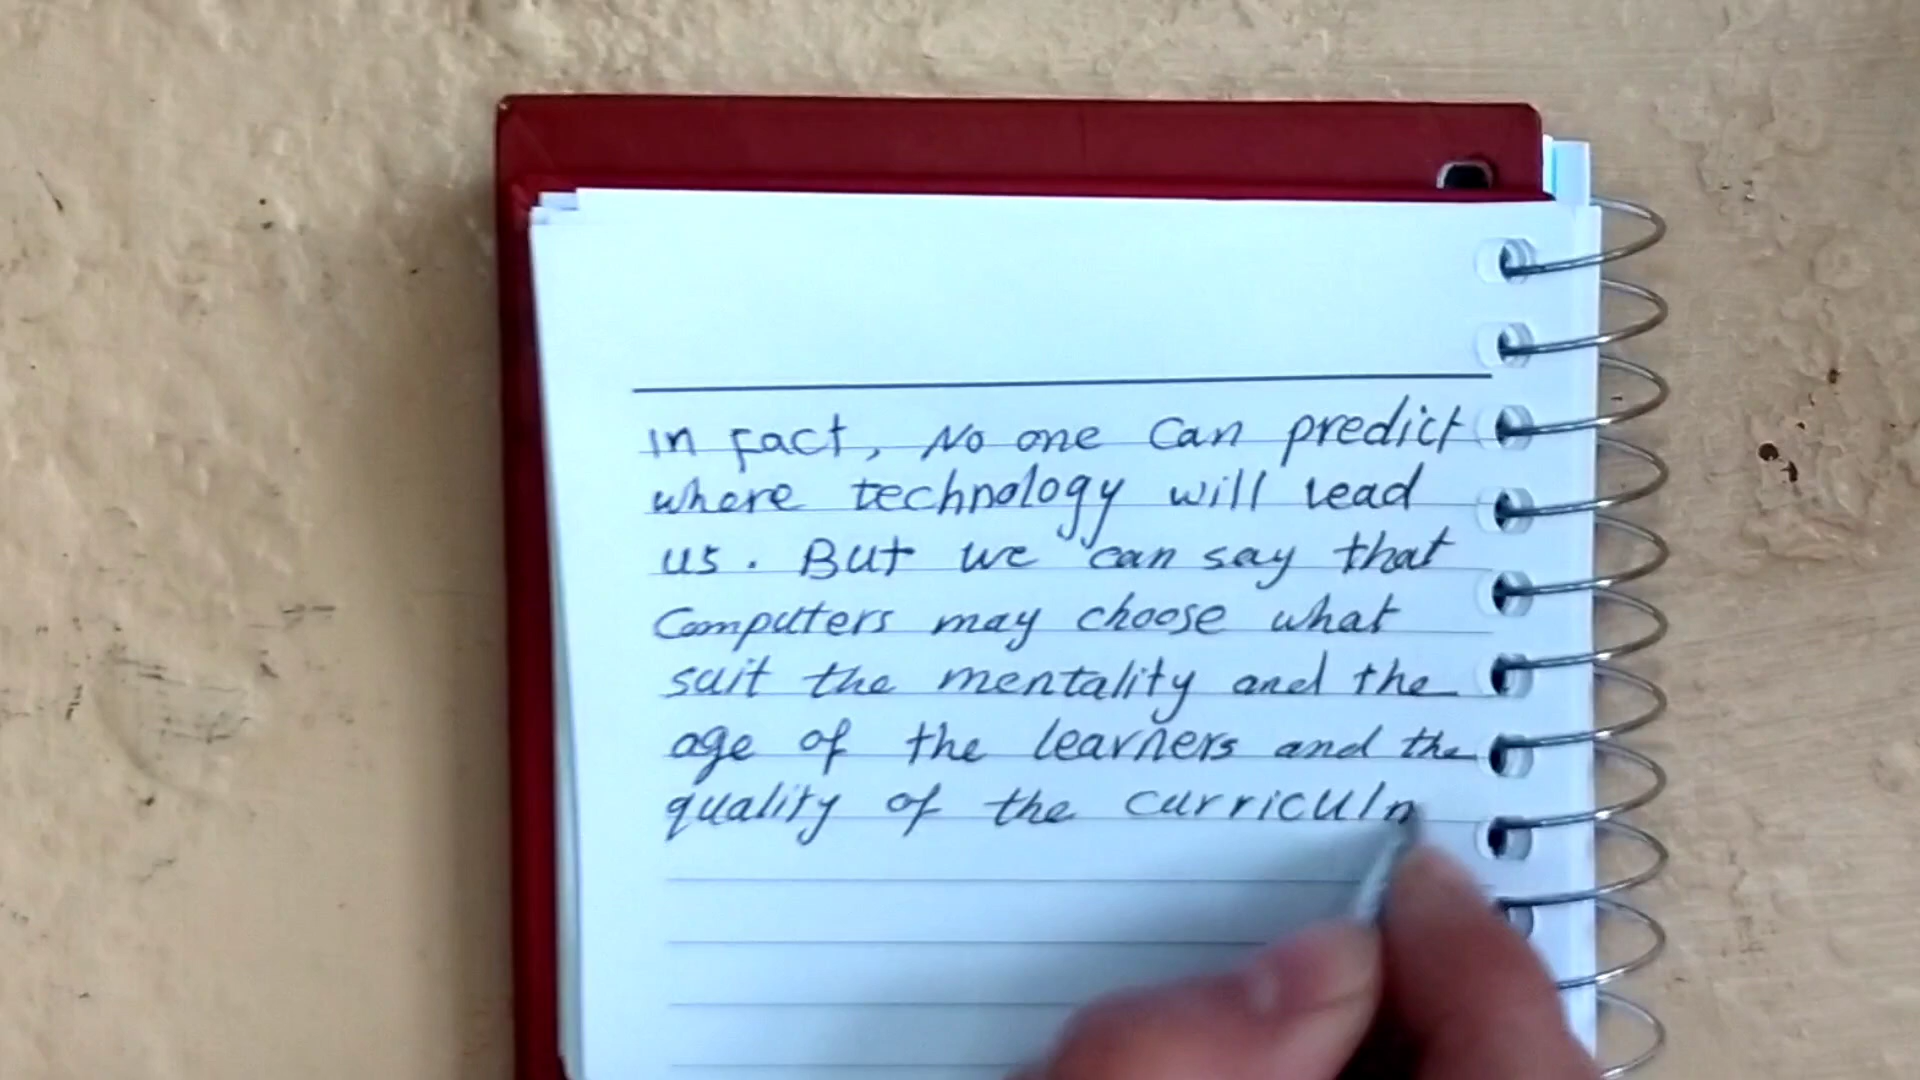 In fact, No one can predict
where technology will lead
us. But we can say that
Computers may choose what
suit the mentality and the
age of the learners and the
quality of the